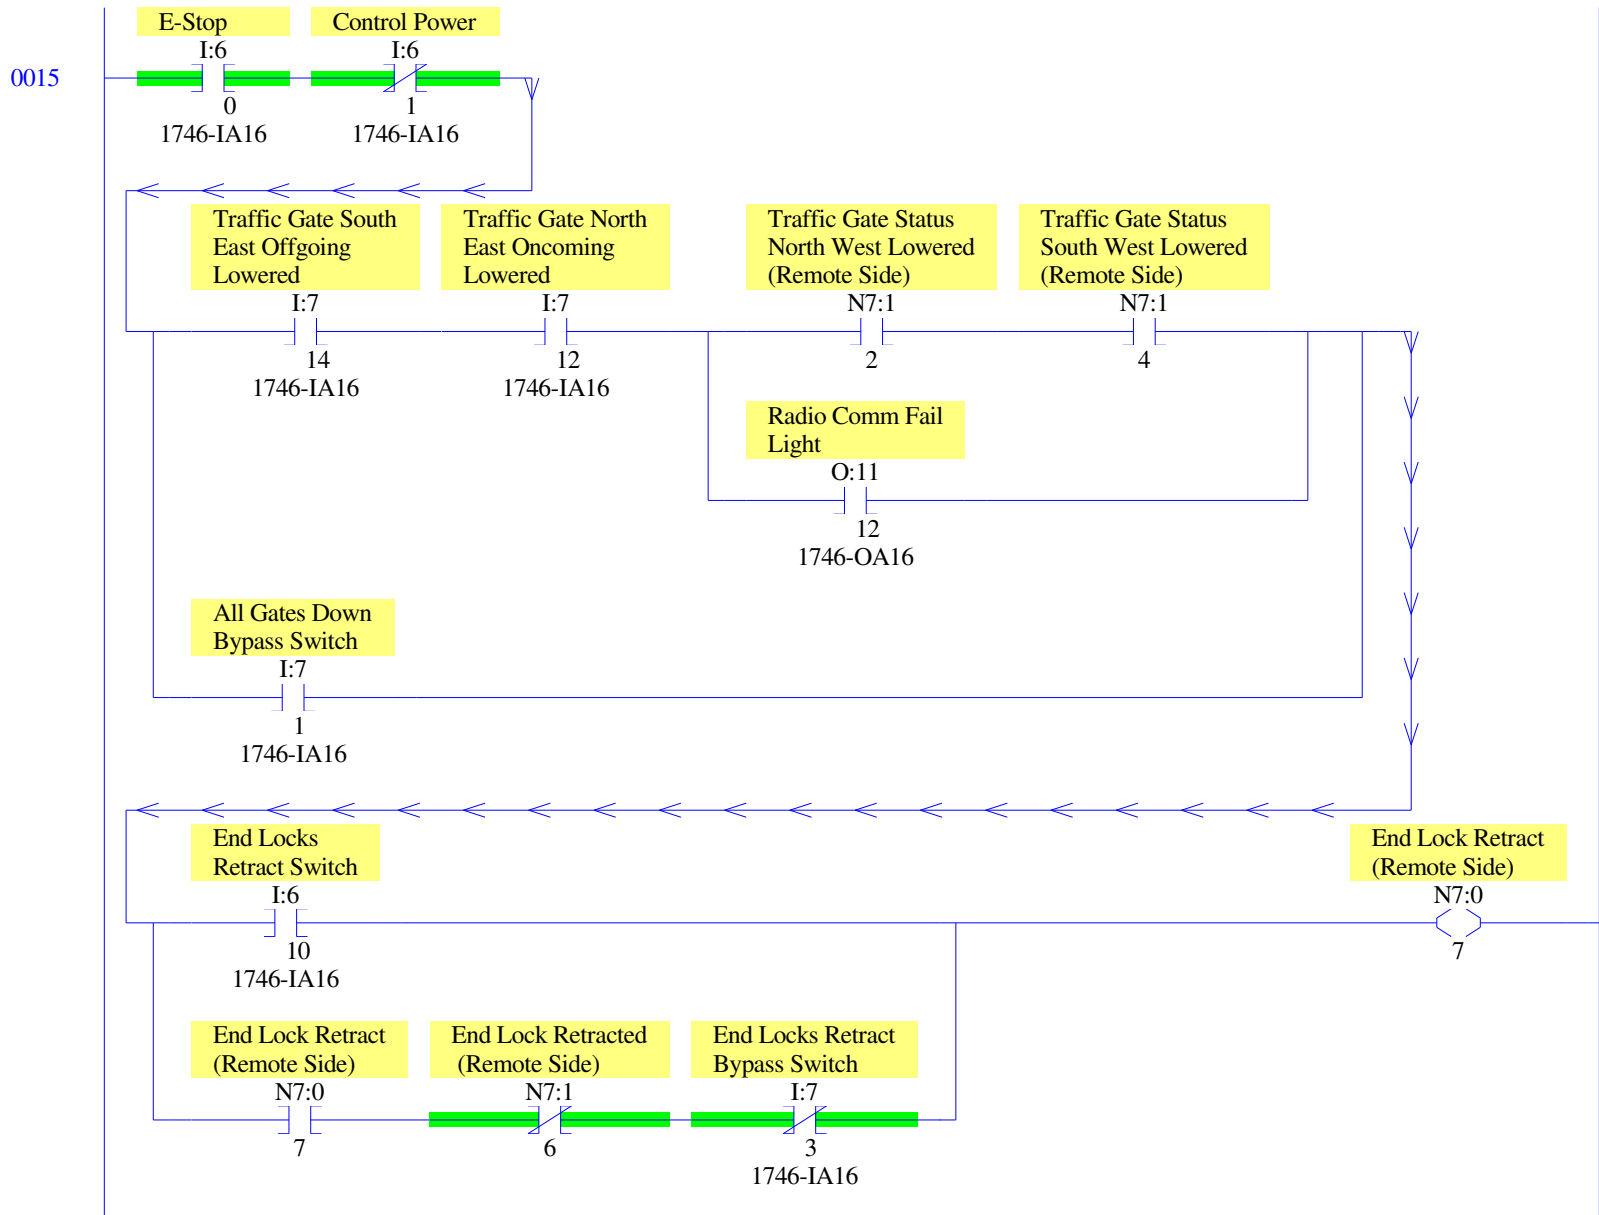 E-Stop
I:6
0
1746-IA16
Control Power
I:6
1
1746-IA16
0015
Traffic Gate South
East Offgoing
Lowered
I:7
14
1746-IA16
Traffic Gate North
East Oncoming
Lowered
I:7
12
1746-IA16
Traffic Gate Status
North West Lowered
(Remote Side)
N7:1
2
Traffic Gate Status
South West Lowered
(Remote Side)
N7:1
4
Radio Comm Fail
Light
O:11
12
1746-OA16
All Gates Down
Bypass Switch
I:7
1
1746-IA16
End Locks
Retract Switch
I:6
10
1746-IA16
End Lock Retract
(Remote Side)
N7:0
7
End Lock Retract
(Remote Side)
N7:0
7
End Lock Retracted
(Remote Side)
N7:1
6
End Locks Retract
Bypass Switch
I:7
3
1746-IA16